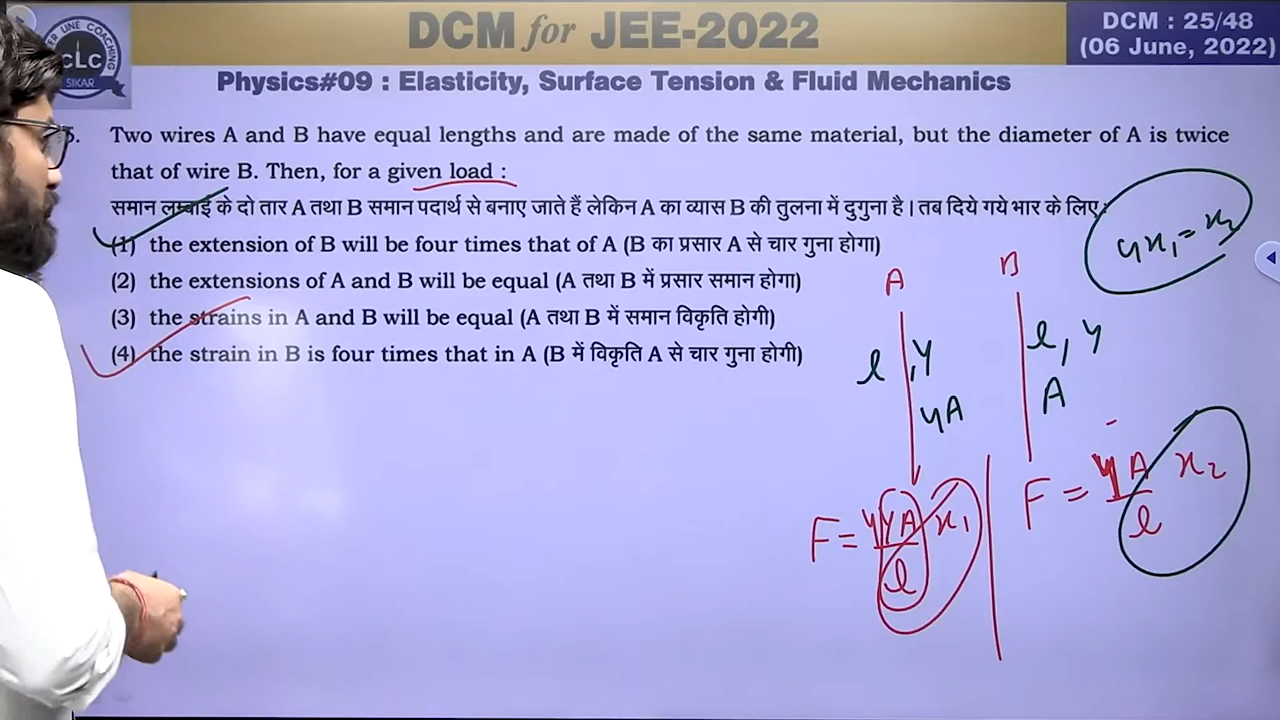 DCM for JEE-2022
DCM : 25/48
(06 June, 2022)
LINE COACHING
CLC
SIKAR
Physics#09 : Elasticity, Surface Tension & Fluid Mechanics
5. Two wires A and B have equal lengths and are made of the same material, but the diameter of A is twice
that of wire B. Then, for a given load :
समान लम्बाई के दो तार A तथा B समान पदार्थ से बनाए जाते हैं लेकिन A का व्यास B की तुलना में दुगुना है। तब दिये गये भार के लिए:
(1) the extension of B will be four times that of A (B का प्रसार A से चार गुना होगा)
(2) the extensions of A and B will be equal (A तथा B में प्रसार समान होगा)
(3) the strains in A and B will be equal (A तथा B में समान विकृति होगी)
(4) the strain in B is four times that in A (B में विकृति A से चार गुना होगी)
4x₁=x₂
A
B
l , Y
4A
l, Y
A
F = 4YA/l x₁
F = YA/l x₂